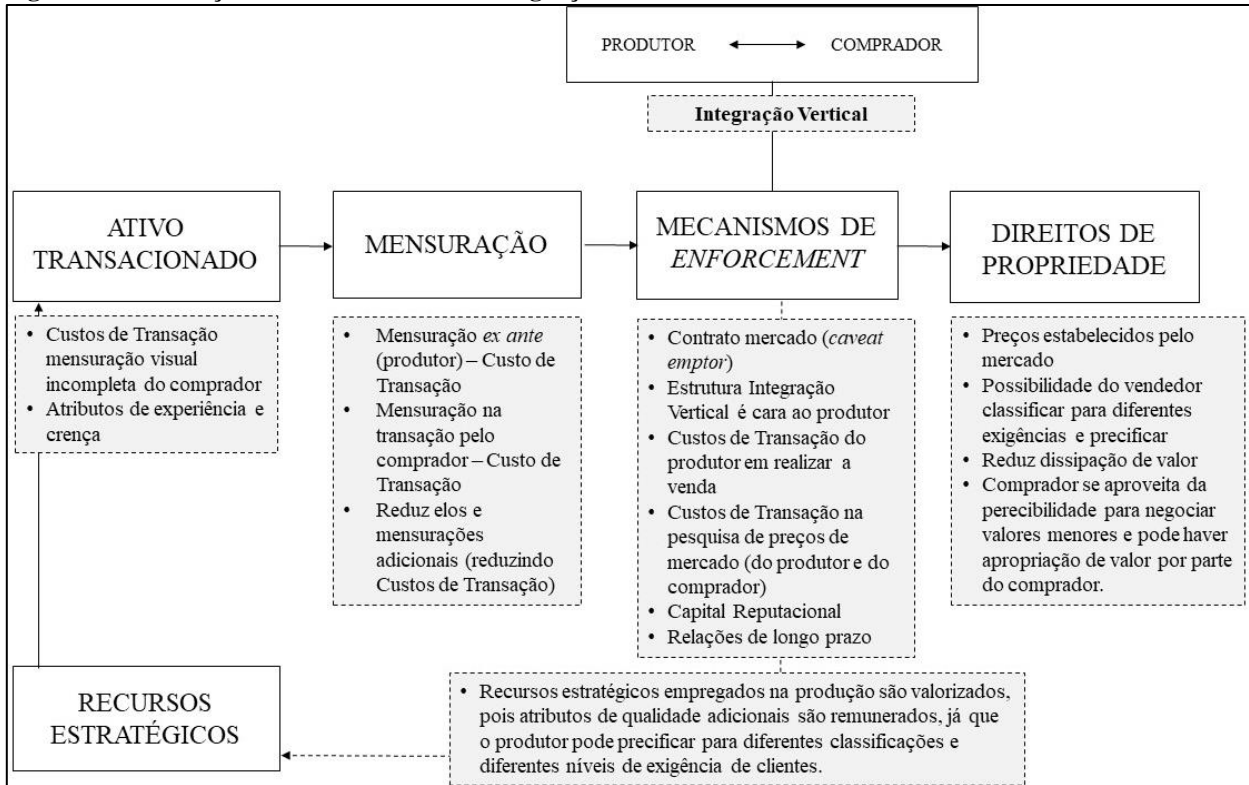 PRODUTOR COMPRADOR
Integração Vertical
ATIVO
TRANSACIONADO
MENSURAÇÃO
MECANISMOS DE
ENFORCEMENT
DIREITOS DE
PROPRIEDADE
• Custos de Transação
mensuração visual
incompleta do comprador
• Atributos de experiência e
crença
• Mensuração ex ante
(produtor) – Custo de
Transação
• Mensuração na
transação pelo
comprador – Custo de
Transação
• Reduz elos e
mensurações
adicionais (reduzindo
Custos de Transação)
• Contrato mercado (caveat
emptor)
• Estrutura Integração
Vertical é cara ao produtor
• Custos de Transação do
produtor em realizar a
venda
• Custos de Transação na
pesquisa de preços de
mercado (do produtor e do
comprador)
• Capital Reputacional
• Relações de longo prazo
• Preços estabelecidos pelo
mercado
• Possibilidade do vendedor
classificar para diferentes
exigências e precificar
• Reduz dissipação de valor
• Comprador se aproveita da
perecibilidade para negociar
valores menores e pode haver
apropriação de valor por parte
do comprador.
RECURSOS
ESTRATÉGICOS
• Recursos estratégicos empregados na produção são valorizados,
pois atributos de qualidade adicionais são remunerados, já que
o produtor pode precificar para diferentes classificações e
diferentes níveis de exigência de clientes.